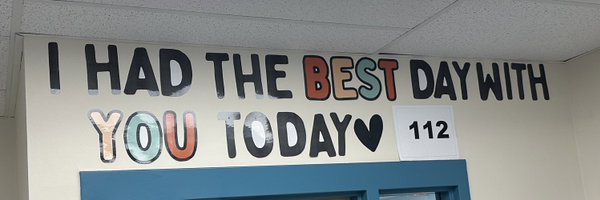 I HAD THE BEST DAY WITH
YOU TODAY♥
112